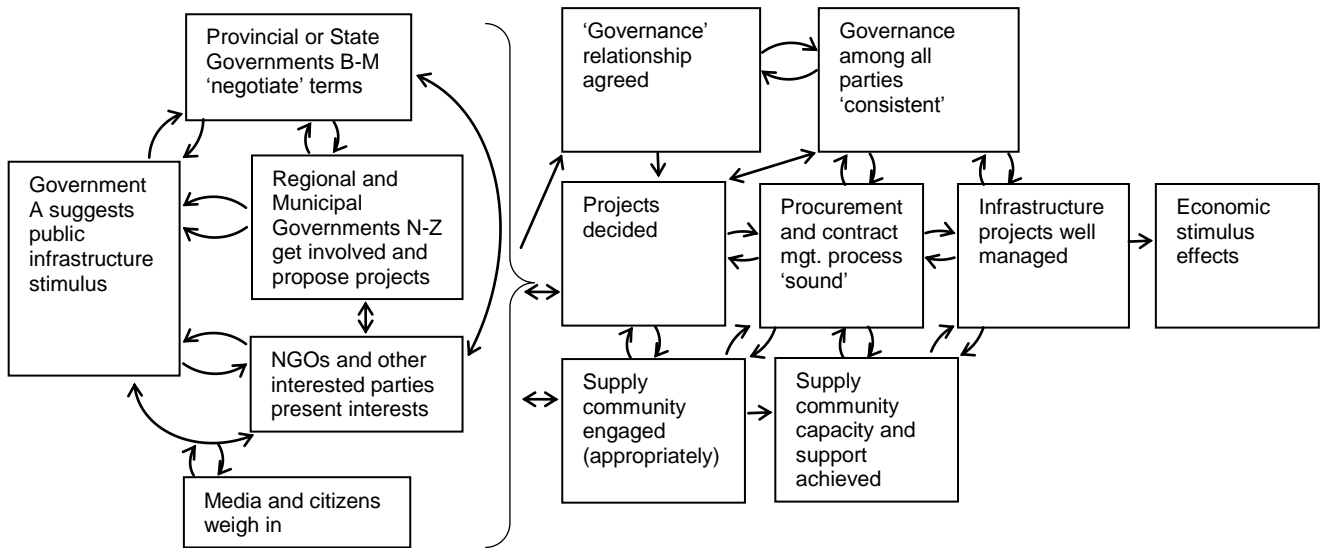 Provincial or State
Governments B-M
‘negotiate’ terms
Government
A suggests
public
infrastructure
stimulus
Regional and
Municipal
Governments N-Z
get involved and
propose projects
NGOs and other
interested parties
present interests
Media and citizens
weigh in
‘Governance’
relationship
agreed
Governance
among all
parties
‘consistent’
Projects
decided
Procurement
and contract
mgt. process
‘sound’
Infrastructure
projects well
managed
Economic
stimulus
effects
Supply
community
engaged
(appropriately)
Supply
community
capacity and
support
achieved